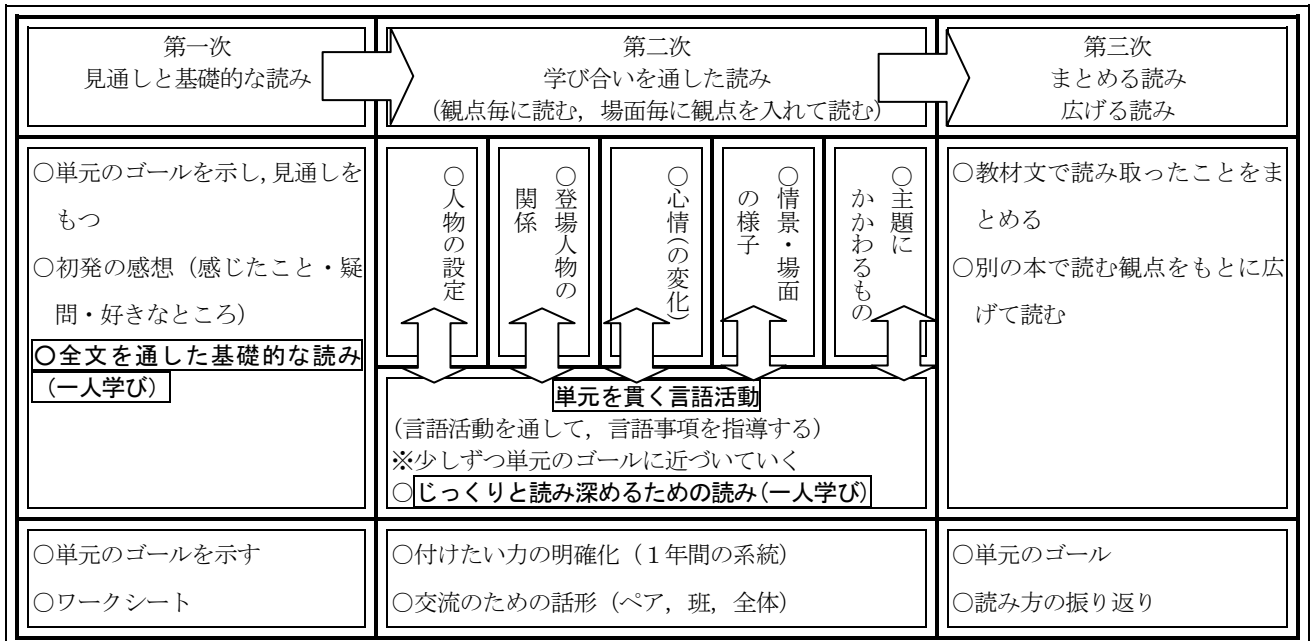 第一次
見通しと基礎的な読み
第二次
学び合いを通した読み
(観点毎に読む，場面毎に観点を入れて読む)
第三次
まとめる読み
広げる読み
○単元のゴールを示し，見通しを
もつ
○初発の感想（感じたこと・疑
問・好きなところ）
○全文を通した基礎的な読み
（一人学び）
○人物の設定
○登場人物の
関係
○心情(の変化)
○情景・場面
の様子
○主題に
かかわるもの
単元を貫く言語活動
(言語活動を通して，言語事項を指導する)
※少しずつ単元のゴールに近づいていく
○じっくりと読み深めるための読み(一人学び)
○教材文で読み取ったことをま
とめる
○別の本で読む観点をもとに広
げて読む
○単元のゴールを示す
○ワークシート
○付けたい力の明確化（１年間の系統）
○交流のための話形（ペア，班，全体）
○単元のゴール
○読み方の振り返り